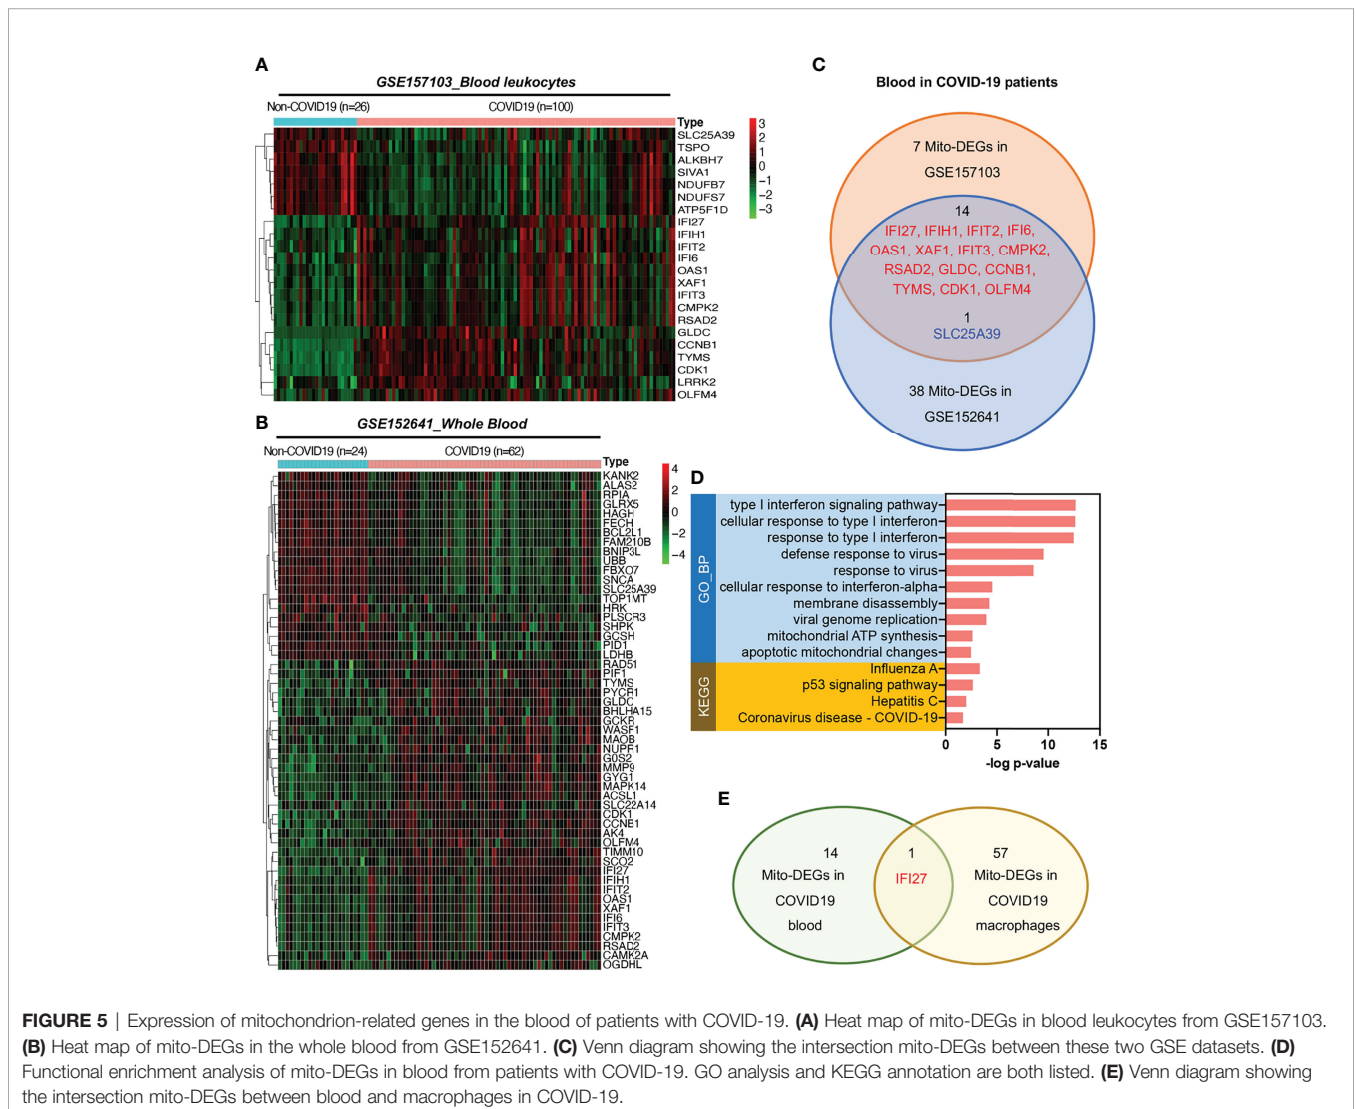 A
GSE157103_Blood leukocytes
Non-COVID19 (n=26)
COVID19 (n=100)
Type
SLC25A39
TSPO
ALKBH7
SIVA1
NDUFB7
NDUFS7
ATP5F1D
IFI27
IFIH1
IFIT2
IFI6
OAS1
XAF1
IFIT3
CMPK2
RSAD2
GLDC
CCNB1
TYMS
CDK1
LRRK2
OLFM4
3
2
1
0
−1
−2
−3
B
GSE152641_Whole Blood
Non-COVID19 (n=24)
COVID19 (n=62)
Type
KANK2
ALAS2
RPIA
GLRX5
HAGH
FECH
BCL2L1
FAM210B
BNIP3L
UBB
FBXO7
SNCA
SLC25A39
TOP1MT
HRK
PLSCR3
SHPK
GCSH
PID1
LDHB
RAD51
PIF1
TYMS
PYCR1
GLDC
BHLHA15
GCKR
WASF1
MAOB
NUPR1
G0S2
MMP9
GYG1
MAPK14
ACSL1
SLC22A14
CDK1
CCNB1
AK4
OLFM4
TIMM10
SCO2
IFI27
IFIH1
IFIT2
OAS1
XAF1
IFI6
IFIT3
CMPK2
RSAD2
CAMK2A
OGDHL
4
2
0
−2
−4
C
Blood in COVID-19 patients
7 Mito-DEGs in
GSE157103
14
IFI27, IFIH1, IFIT2, IFI6,
OAS1, XAF1, IFIT3, CMPK2,
RSAD2, GLDC, CCNB1,
TYMS, CDK1, OLFM4
1
SLC25A39
38 Mito-DEGs in
GSE152641
D
GO_BP
type I interferon signaling pathway
cellular response to type I interferon
response to type I interferon
defense response to virus
response to virus
cellular response to interferon-alpha
membrane disassembly
viral genome replication
mitochondrial ATP synthesis
apoptotic mitochondrial changes
KEGG
Influenza A
p53 signaling pathway
Hepatitis C
Coronavirus disease - COVID-19
0 5 10 15
-log p-value
E
14
Mito-DEGs in
COVID19
blood
1
IFI27
57
Mito-DEGs in
COVID19
macrophages
FIGURE 5 | Expression of mitochondrion-related genes in the blood of patients with COVID-19. (A) Heat map of mito-DEGs in blood leukocytes from GSE157103.
(B) Heat map of mito-DEGs in the whole blood from GSE152641. (C) Venn diagram showing the intersection mito-DEGs between these two GSE datasets. (D)
Functional enrichment analysis of mito-DEGs in blood from patients with COVID-19. GO analysis and KEGG annotation are both listed. (E) Venn diagram showing
the intersection mito-DEGs between blood and macrophages in COVID-19.